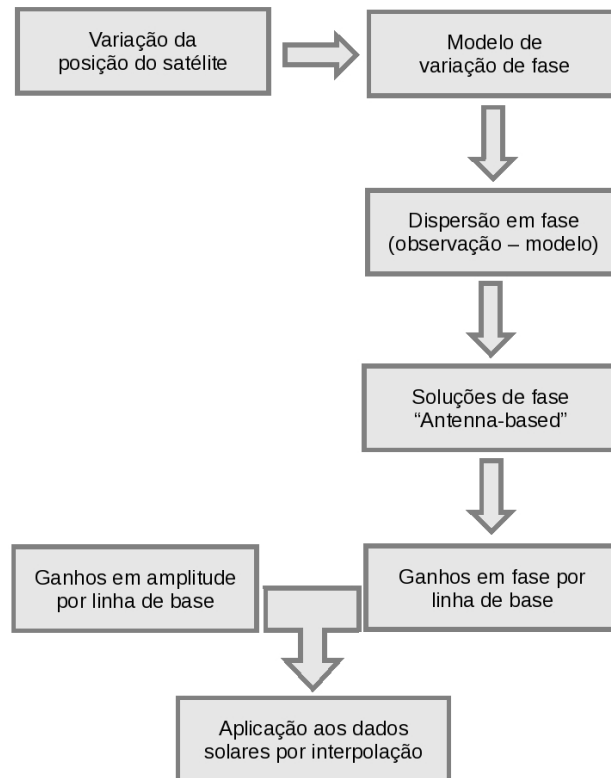 Variação da
posição do satélite
Modelo de
variação de fase
Dispersão em fase
(observação – modelo)
Soluções de fase
“Antenna-based”
Ganhos em amplitude
por linha de base
Ganhos em fase por
linha de base
Aplicação aos dados
solares por interpolação